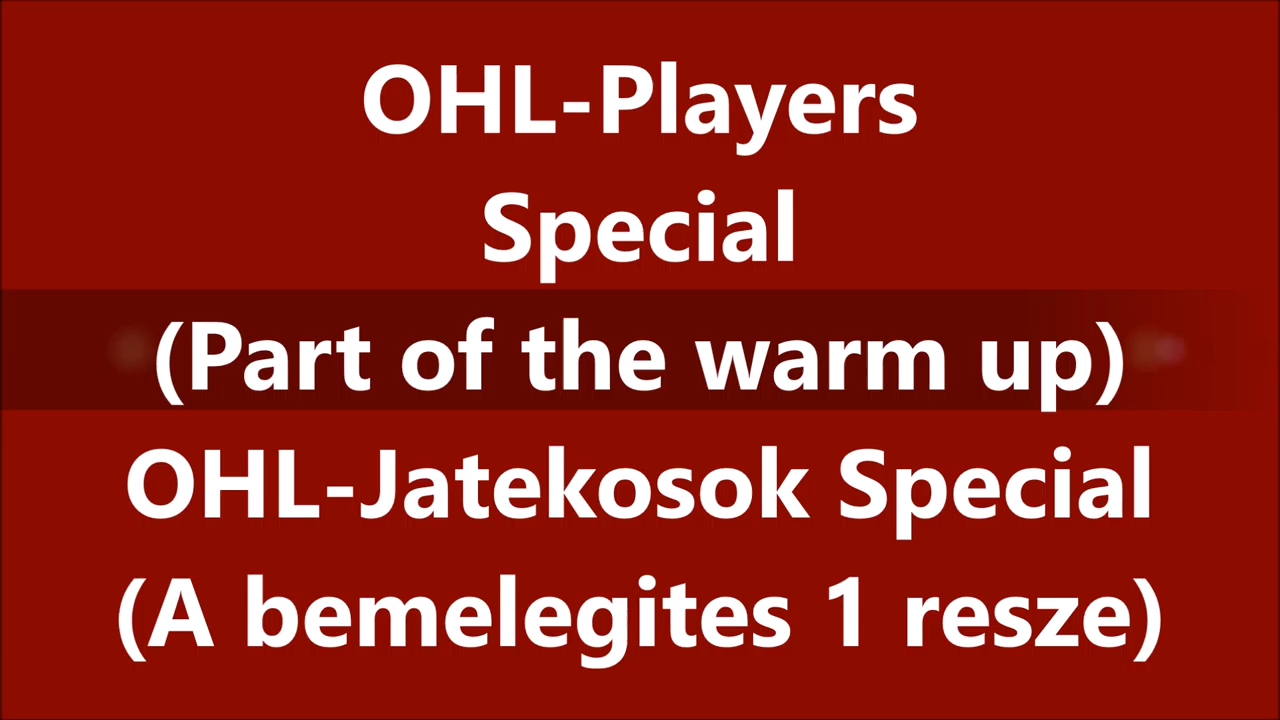 OHL-Players
Special
(Part of the warm up)
OHL-Jatekosok Special
(A bemelegites 1 resze)